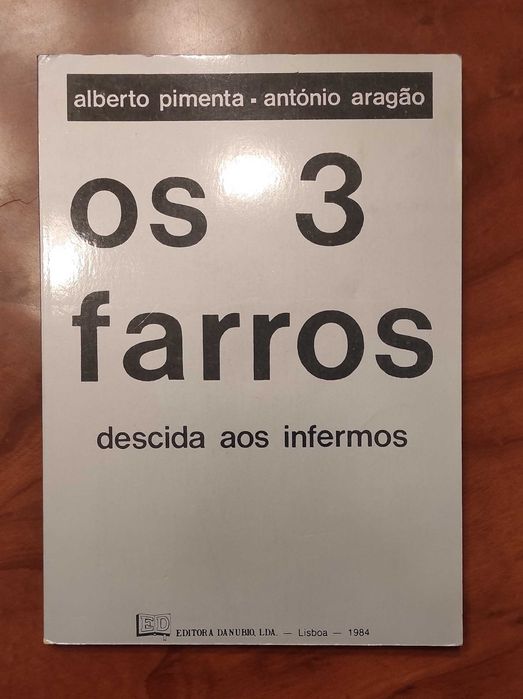 alberto pimenta ▪ antónio aragão
os 3
farros
descida aos infermos
ED EDITORA DANUBIO, LDA. — Lisboa — 1984